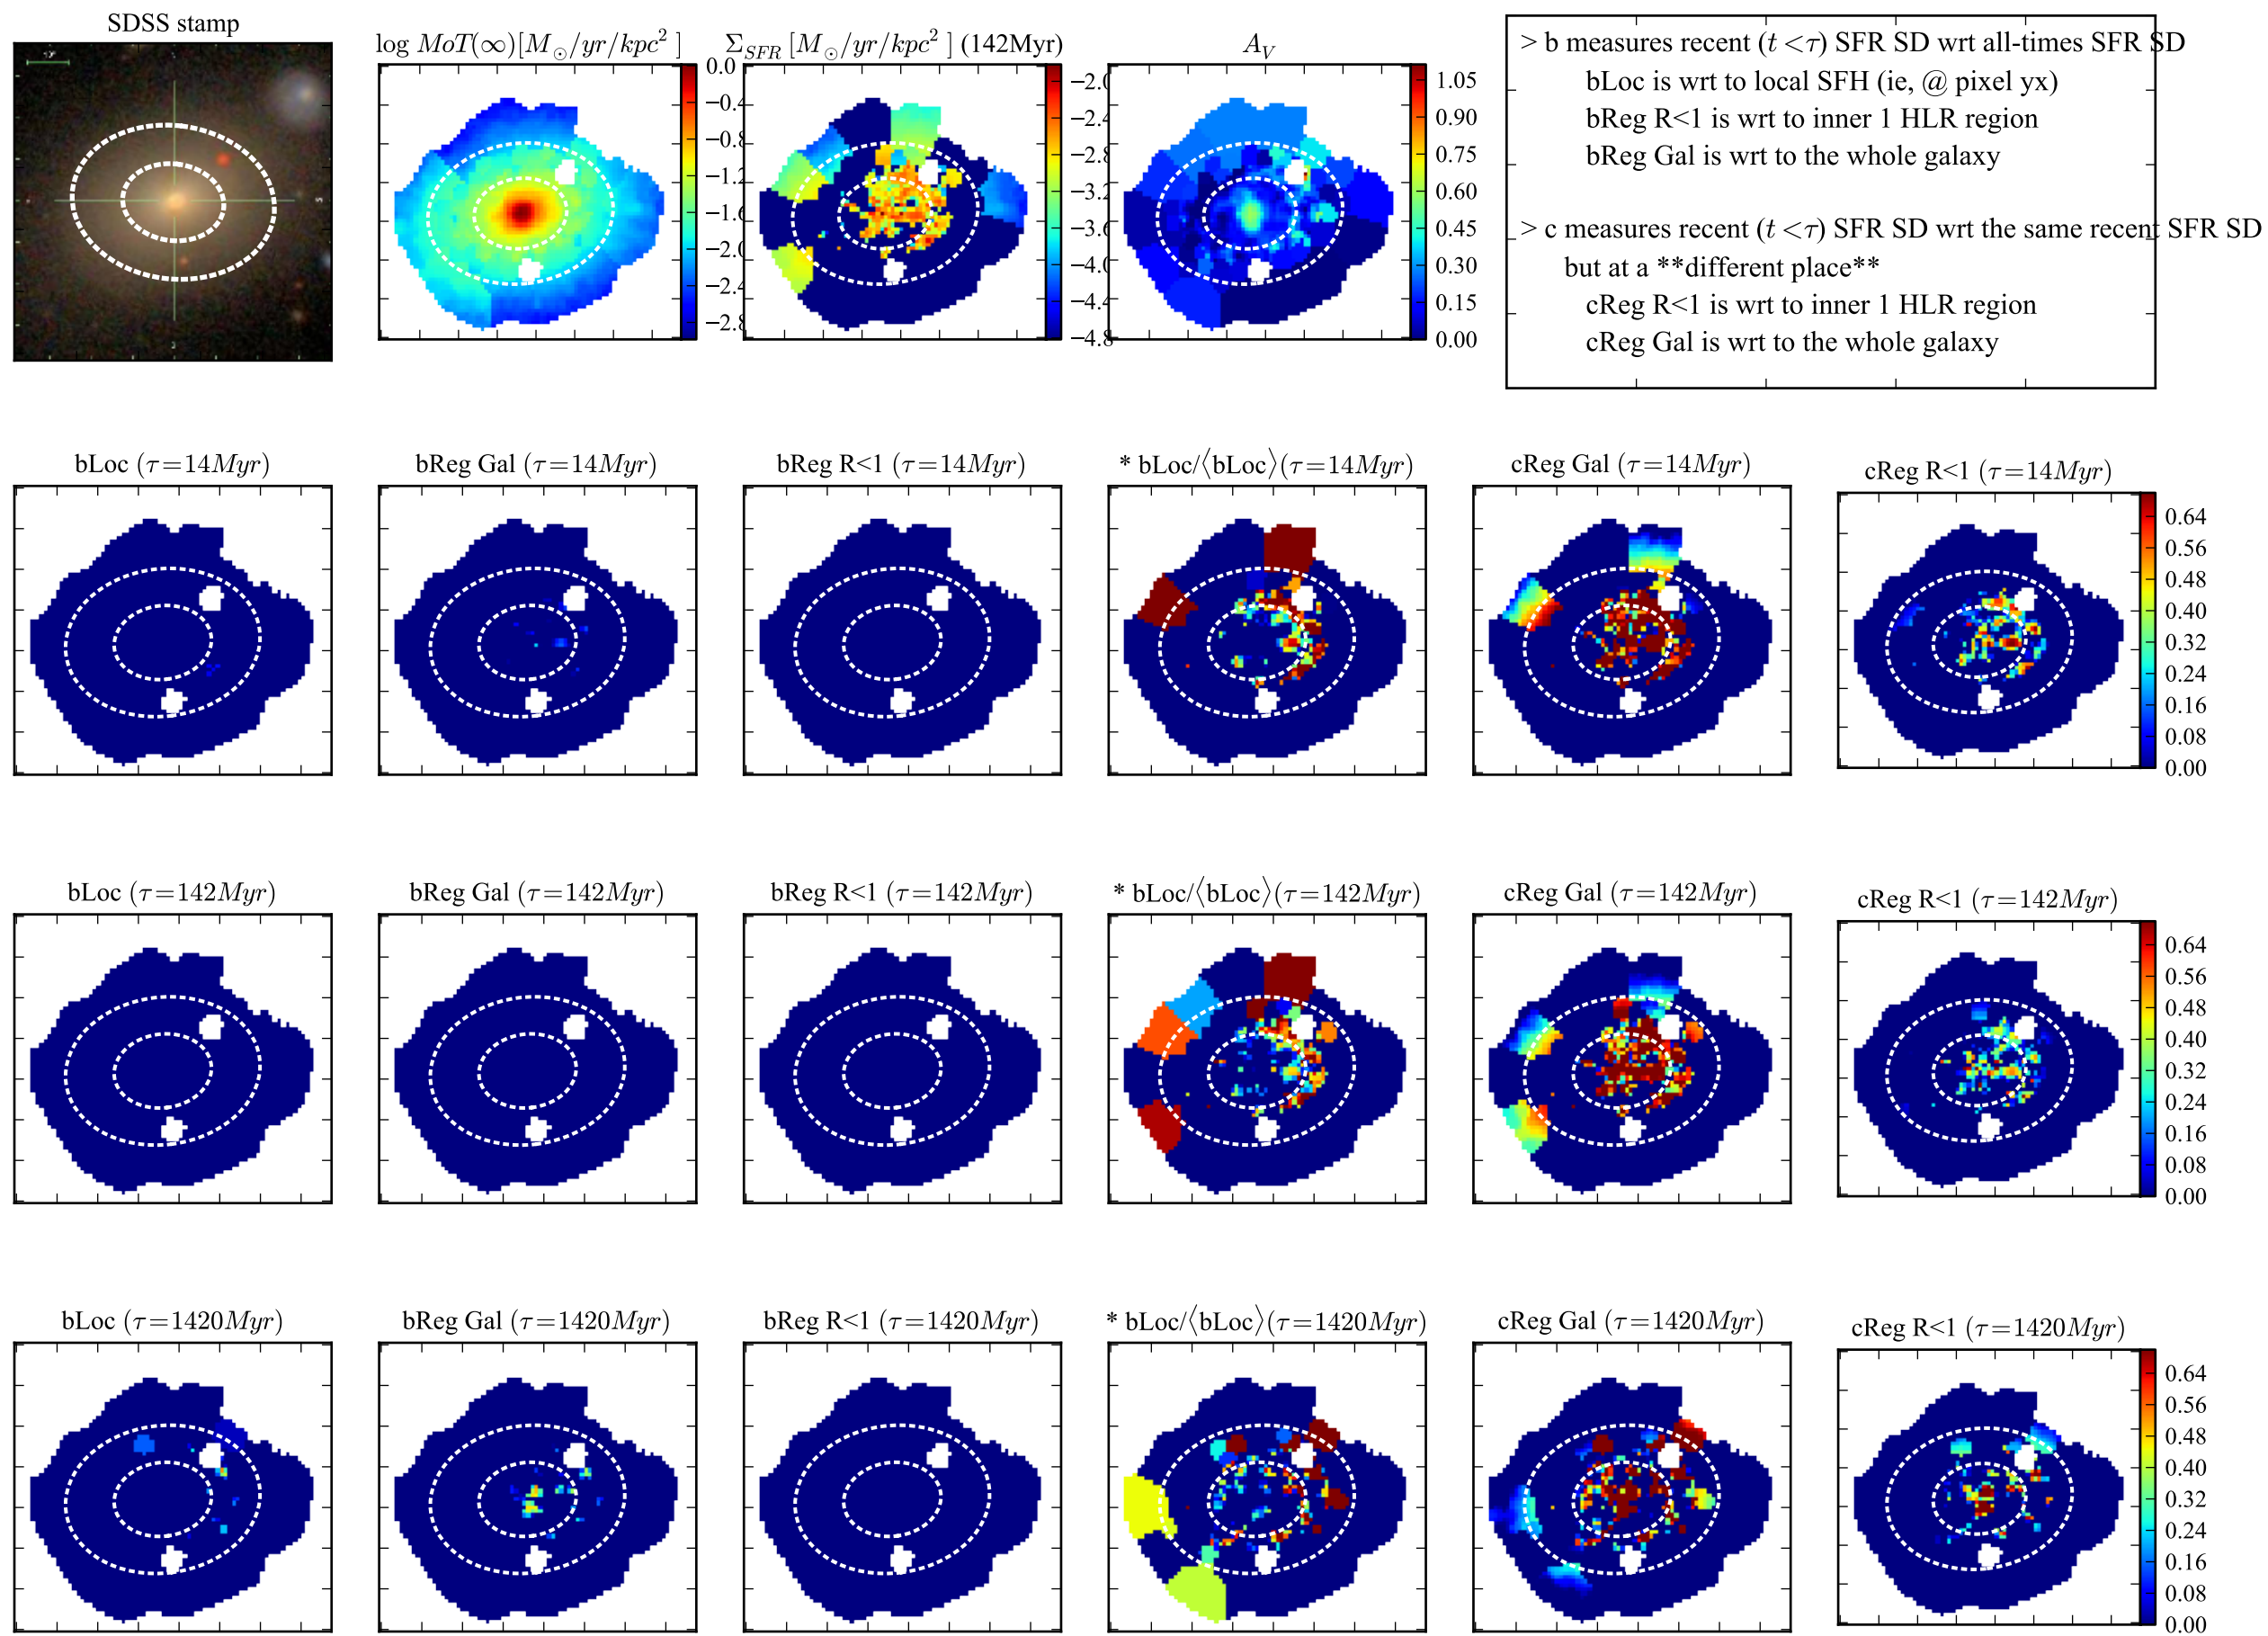 SDSS stamp
log MoT(∞)[M⊙/yr/kpc² ]
Σ_SFR [M⊙/yr/kpc² ] (142Myr)
A_V
0.0
−0.4
−0.8
−1.2
−1.6
−2.0
−2.4
−2.8
−2.0
−2.4
−2.8
−3.2
−3.6
−4.0
−4.4
−4.8
1.05
0.90
0.75
0.60
0.45
0.30
0.15
0.00
> b measures recent (t <τ) SFR SD wrt all-times SFR SD
bLoc is wrt to local SFH (ie, @ pixel yx)
bReg R<1 is wrt to inner 1 HLR region
bReg Gal is wrt to the whole galaxy
> c measures recent (t <τ) SFR SD wrt the same recent SFR SD
but at a **different place**
cReg R<1 is wrt to inner 1 HLR region
cReg Gal is wrt to the whole galaxy
bLoc (τ=14Myr)
bReg Gal (τ=14Myr)
bReg R<1 (τ=14Myr)
* bLoc/⟨bLoc⟩(τ=14Myr)
cReg Gal (τ=14Myr)
cReg R<1 (τ=14Myr)
0.64
0.56
0.48
0.40
0.32
0.24
0.16
0.08
0.00
bLoc (τ=142Myr)
bReg Gal (τ=142Myr)
bReg R<1 (τ=142Myr)
* bLoc/⟨bLoc⟩(τ=142Myr)
cReg Gal (τ=142Myr)
cReg R<1 (τ=142Myr)
0.64
0.56
0.48
0.40
0.32
0.24
0.16
0.08
0.00
bLoc (τ=1420Myr)
bReg Gal (τ=1420Myr)
bReg R<1 (τ=1420Myr)
* bLoc/⟨bLoc⟩(τ=1420Myr)
cReg Gal (τ=1420Myr)
cReg R<1 (τ=1420Myr)
0.64
0.56
0.48
0.40
0.32
0.24
0.16
0.08
0.00